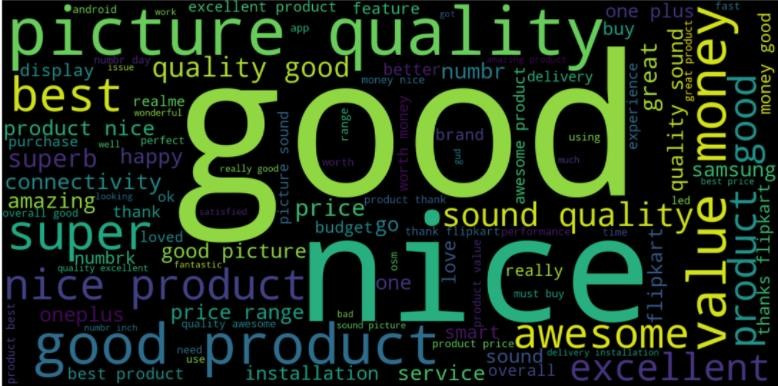 android
work
excellent product
feature
got
one plus
fast
picture quality
app
buy
numbr day
issue
display
quality good
better
numbr
delivery
amazing product
great
best
realme
wonderful
money nice
good
product nice
purchase
well
perfect
range
brand
using
awesome product
experience
quality sound
great product
value money
product good
money good
superb
happy
really good
worth
worth money
gud
much
connectivity
samsung
looking
ok
picture sound
product thank
best price
amazing
overall good
thank
satisfied
price
sound quality
led
super
loved
budget
go
thank flipkart
performance
time
numbrk
good picture
nice
quality excellent
fantastic
osm
love
product value
really
flipkart
thanks flipkart
nice product
one
must buy
oneplus
price range
bad
product best
numbr inch
quality awesome
sound picture
smart
awesome
good product
need
use
product price
sound
delivery installation
best product
installation
service
overall
excellent